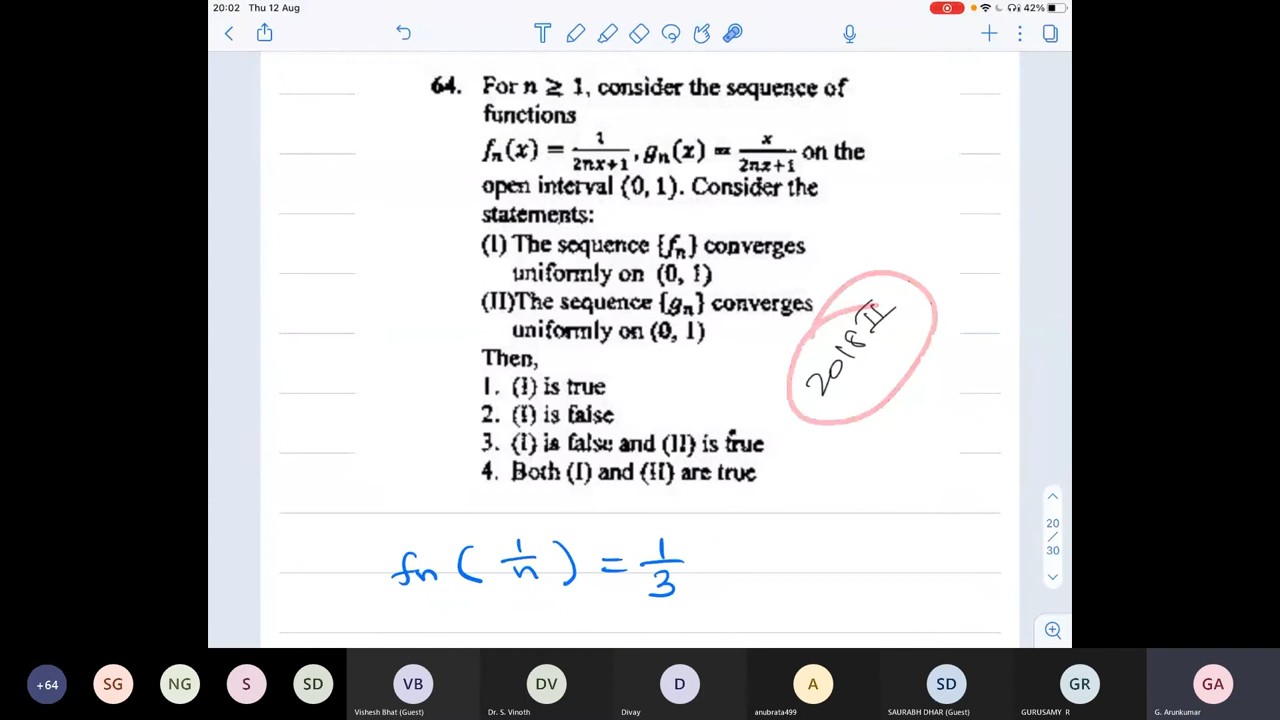 20:02 Thu 12 Aug
42%
64. For n ≥ 1, consider the sequence of
functions
fn(x) = 1/(2nx+1), gn(x) = x/(2nx+1) on the
open interval (0, 1). Consider the
statements:
(I) The sequence {fn} converges
uniformly on (0, 1)
(II)The sequence {gn} converges
uniformly on (0, 1)
Then,
1. (I) is true
2. (I) is false
3. (I) is false and (II) is true
4. Both (I) and (II) are true
2018 II
fn (1/n) = 1/3
20
/
30
+64
SG
NG
S
SD
VB
DV
D
A
SD
GR
GA
Vishesh Bhat (Guest)
Dr. S. Vinoth
Divay
anubrata499
SAURABH DHAR (Guest)
GURUSAMY R
G. Arunkumar